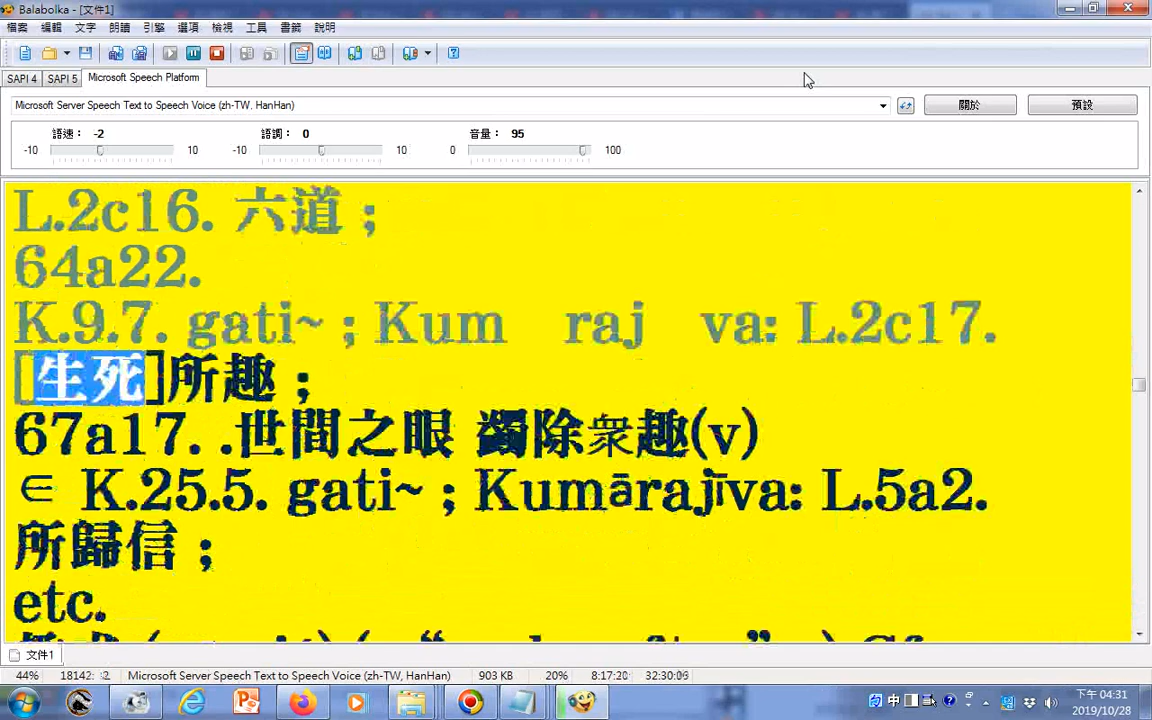 Balabolka - [文件1]
檔案 編輯 文字 朗讀 引擎 選項 檢視 工具 書籤 說明
SAPI 4 SAPI 5 Microsoft Speech Platform
Microsoft Server Speech Text to Speech Voice (zh-TW, HanHan) 關於 預設
語速： -2 語調： 0 音量： 95
-10 10 -10 10 0 100
L.2c16. 六道；
64a22.
K.9.7. gati~ ; Kum raj va: L.2c17.
[生死]所趣；
67a17. .世間之眼 蠲除衆趣(v)
∈ K.25.5. gati~ ; Kumārajīva: L.5a2.
所歸信；
etc.
文件1
44% 18142: :2 Microsoft Server Speech Text to Speech Voice (zh-TW, HanHan) 903 KB 20% 8:17:20 32:30:06
中
下午 04:31
2019/10/28